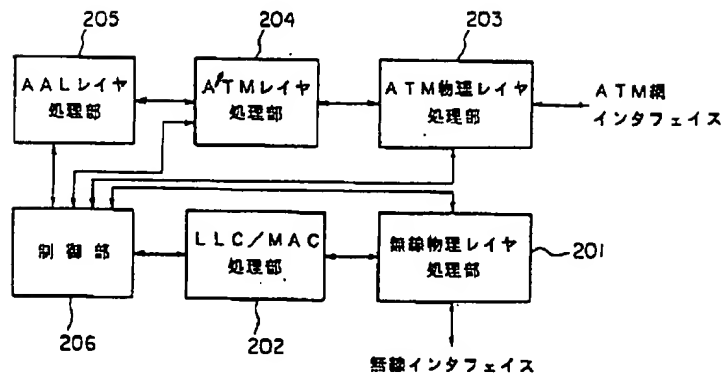 205
204
203
AALレイヤ
処理部
ATMレイヤ
処理部
ATM物理レイヤ
処理部
ATM網
インタフェイス
制御部
LLC/MAC
処理部
無線物理レイヤ
処理部
201
206
202
無線インタフェイス